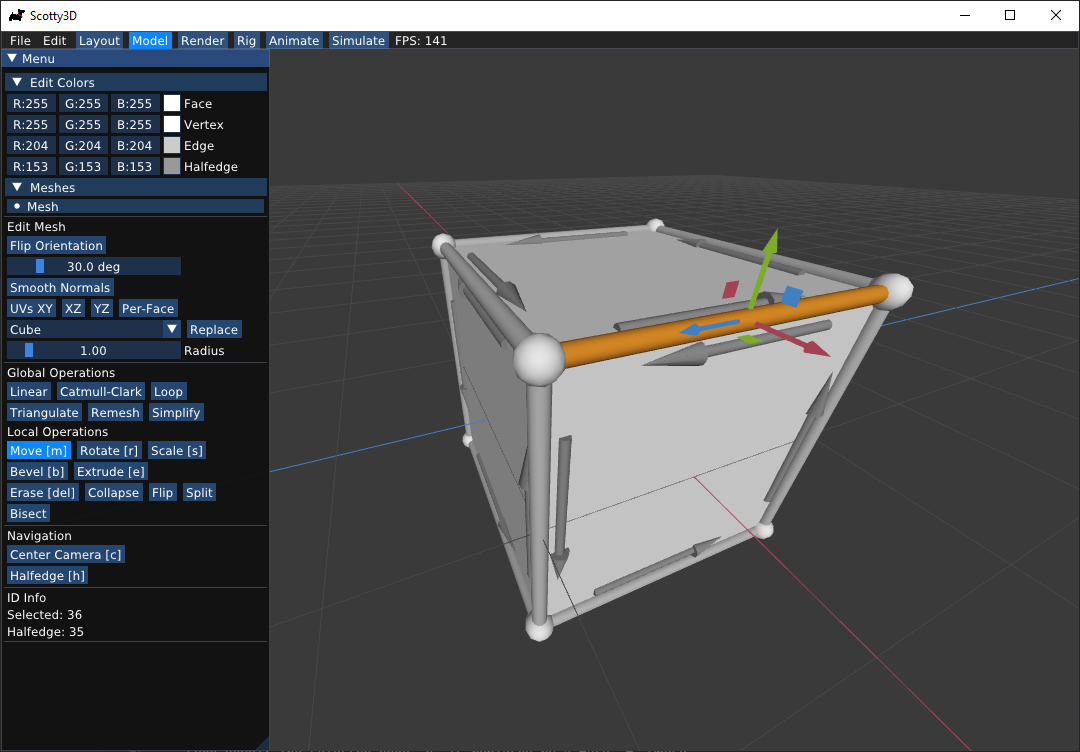 Scotty3D
File Edit Layout Model Render Rig Animate Simulate FPS: 141
Menu
Edit Colors
R:255 G:255 B:255 Face
R:255 G:255 B:255 Vertex
R:204 G:204 B:204 Edge
R:153 G:153 B:153 Halfedge
Meshes
Mesh
Edit Mesh
Flip Orientation
30.0 deg
Smooth Normals
UVs XY XZ YZ Per-Face
Cube Replace
1.00 Radius
Global Operations
Linear Catmull-Clark Loop
Triangulate Remesh Simplify
Local Operations
Move [m] Rotate [r] Scale [s]
Bevel [b] Extrude [e]
Erase [del] Collapse Flip Split
Bisect
Navigation
Center Camera [c]
Halfedge [h]
ID Info
Selected: 36
Halfedge: 35